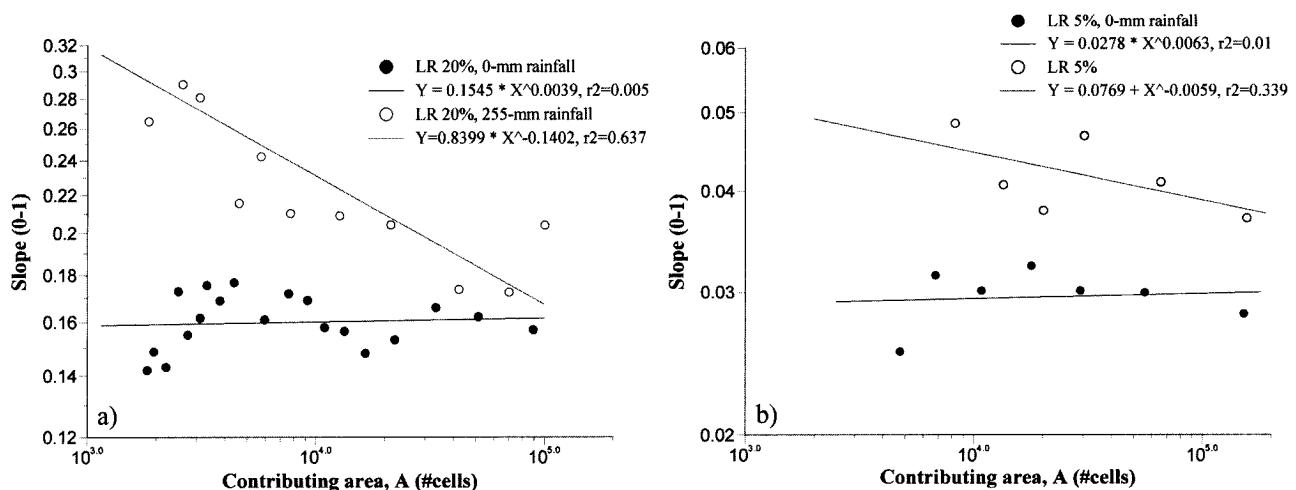 LR 20%, 0-mm rainfall
Y = 0.1545 * X^0.0039, r2=0.005
LR 20%, 255-mm rainfall
Y=0.8399 * X^-0.1402, r2=0.637
0.32
0.3
0.28
0.26
0.24
0.22
0.2
0.18
0.16
0.14
0.12
Slope (0-1)
a)
10^3.0
10^4.0
10^5.0
Contributing area, A (#cells)
LR 5%, 0-mm rainfall
Y = 0.0278 * X^0.0063, r2=0.01
LR 5%
Y = 0.0769 + X^-0.0059, r2=0.339
0.06
0.05
0.04
0.03
0.02
Slope (0-1)
b)
10^3.0
10^4.0
10^5.0
Contributing area, A (#cells)